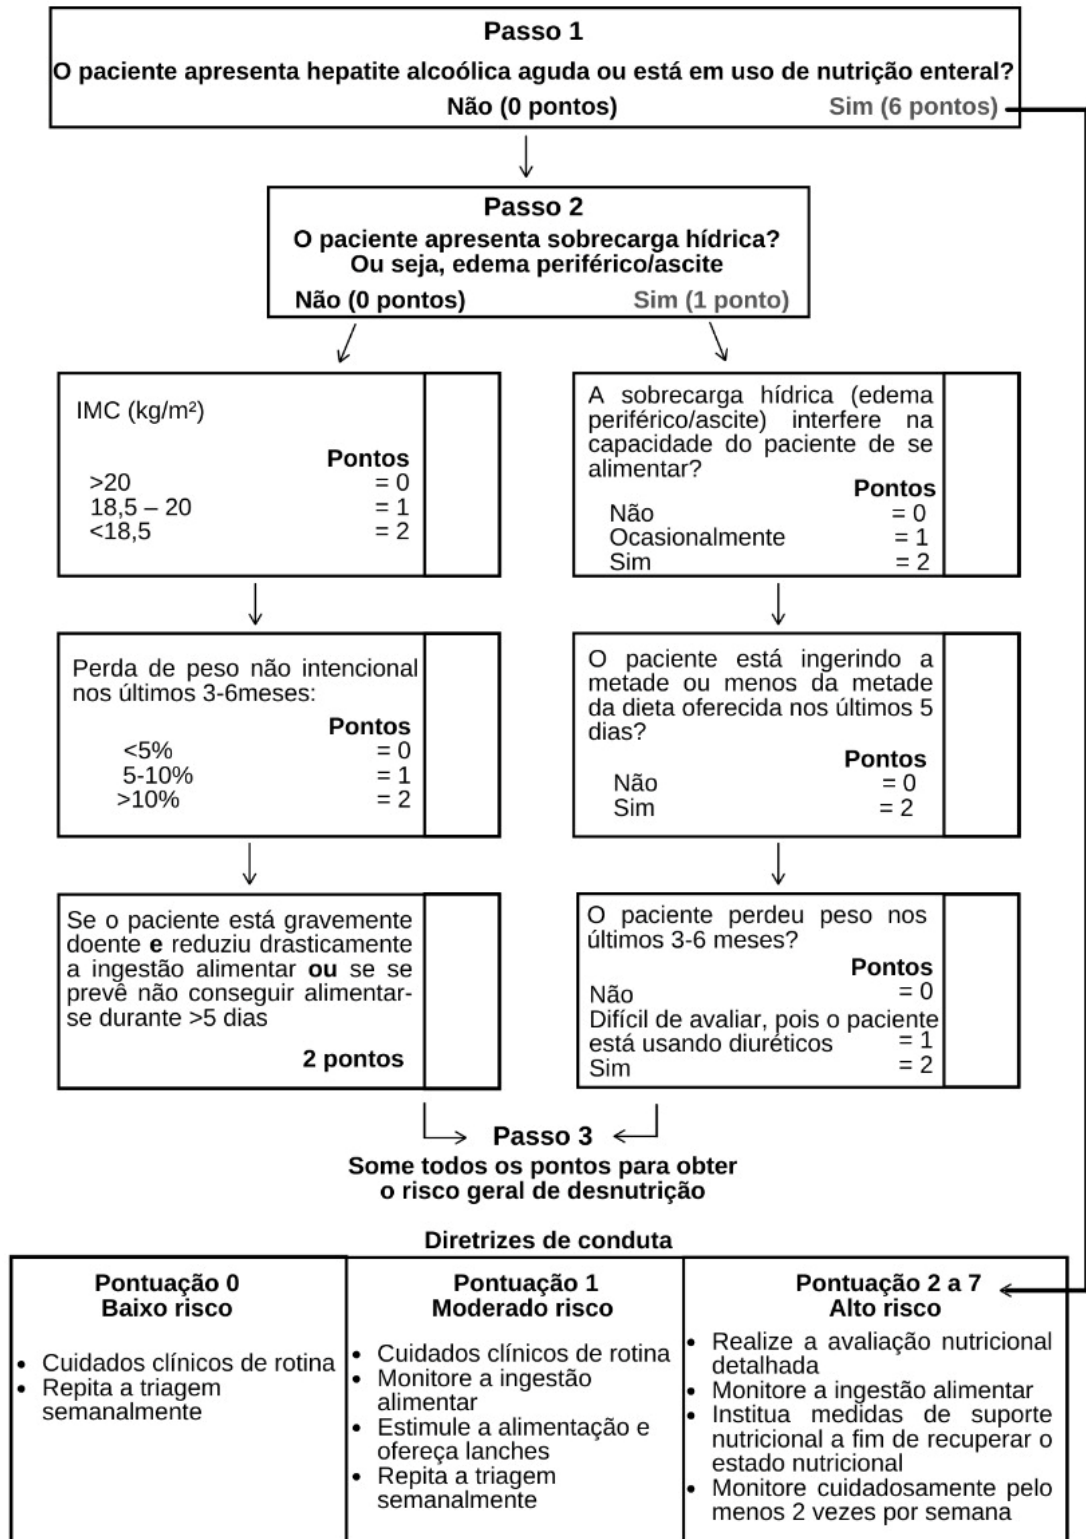 Passo 1
O paciente apresenta hepatite alcoólica aguda ou está em uso de nutrição enteral?
Não (0 pontos) Sim (6 pontos)
Passo 2
O paciente apresenta sobrecarga hídrica?
Ou seja, edema periférico/ascite
Não (0 pontos) Sim (1 ponto)
IMC (kg/m²)
Pontos
>20 = 0
18,5 – 20 = 1
<18,5 = 2
A sobrecarga hídrica (edema
periférico/ascite) interfere na
capacidade do paciente de se
alimentar?
Pontos
Não = 0
Ocasionalmente = 1
Sim = 2
Perda de peso não intencional
nos últimos 3-6meses:
Pontos
<5% = 0
5-10% = 1
>10% = 2
O paciente está ingerindo a
metade ou menos da metade
da dieta oferecida nos últimos 5
dias?
Pontos
Não = 0
Sim = 2
Se o paciente está gravemente
doente e reduziu drasticamente
a ingestão alimentar ou se se
prevê não conseguir alimentar-
se durante >5 dias
2 pontos
O paciente perdeu peso nos
últimos 3-6 meses?
Pontos
Não = 0
Difícil de avaliar, pois o paciente
está usando diuréticos = 1
Sim = 2
Passo 3
Some todos os pontos para obter
o risco geral de desnutrição
Diretrizes de conduta
Pontuação 0
Baixo risco
• Cuidados clínicos de rotina
• Repita a triagem
semanalmente
Pontuação 1
Moderado risco
• Cuidados clínicos de rotina
• Monitore a ingestão
alimentar
• Estimule a alimentação e
ofereça lanches
• Repita a triagem
semanalmente
Pontuação 2 a 7
Alto risco
• Realize a avaliação nutricional
detalhada
• Monitore a ingestão alimentar
• Institua medidas de suporte
nutricional a fim de recuperar o
estado nutricional
• Monitore cuidadosamente pelo
menos 2 vezes por semana